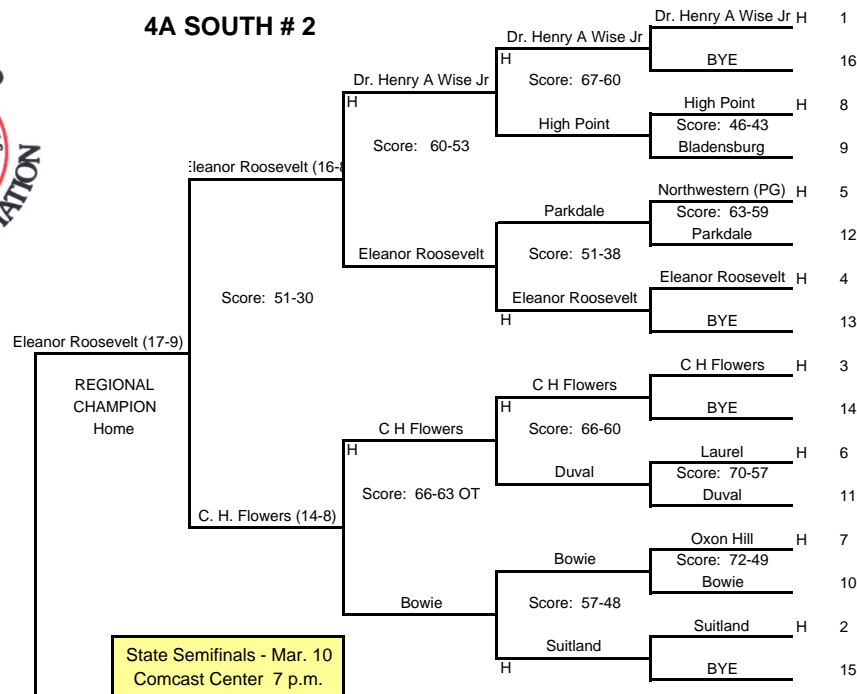 4A SOUTH # 2
Dr. Henry A Wise Jr H 1
Dr. Henry A Wise Jr
H
BYE 16
Score: 67-60
Dr. Henry A Wise Jr
H
High Point H 8
High Point
Score: 46-43
Bladensburg 9
Score: 60-53
ATION
Eleanor Roosevelt (16-8
Northwestern (PG) H 5
Parkdale
Score: 63-59
Parkdale 12
Eleanor Roosevelt
Score: 51-38
Eleanor Roosevelt H 4
Score: 51-30
Eleanor Roosevelt
H
BYE 13
Eleanor Roosevelt (17-9)
REGIONAL
CHAMPION
Home
C H Flowers H 3
C H Flowers
H
BYE 14
C H Flowers
H
Score: 66-60
Laurel H 6
Duval
Score: 70-57
Duval 11
Score: 66-63 OT
C. H. Flowers (14-8)
Oxon Hill H 7
Bowie
Score: 72-49
Bowie 10
Bowie
Score: 57-48
Suitland H 2
Suitland
H
BYE 15
State Semifinals - Mar. 10
Comcast Center 7 p.m.